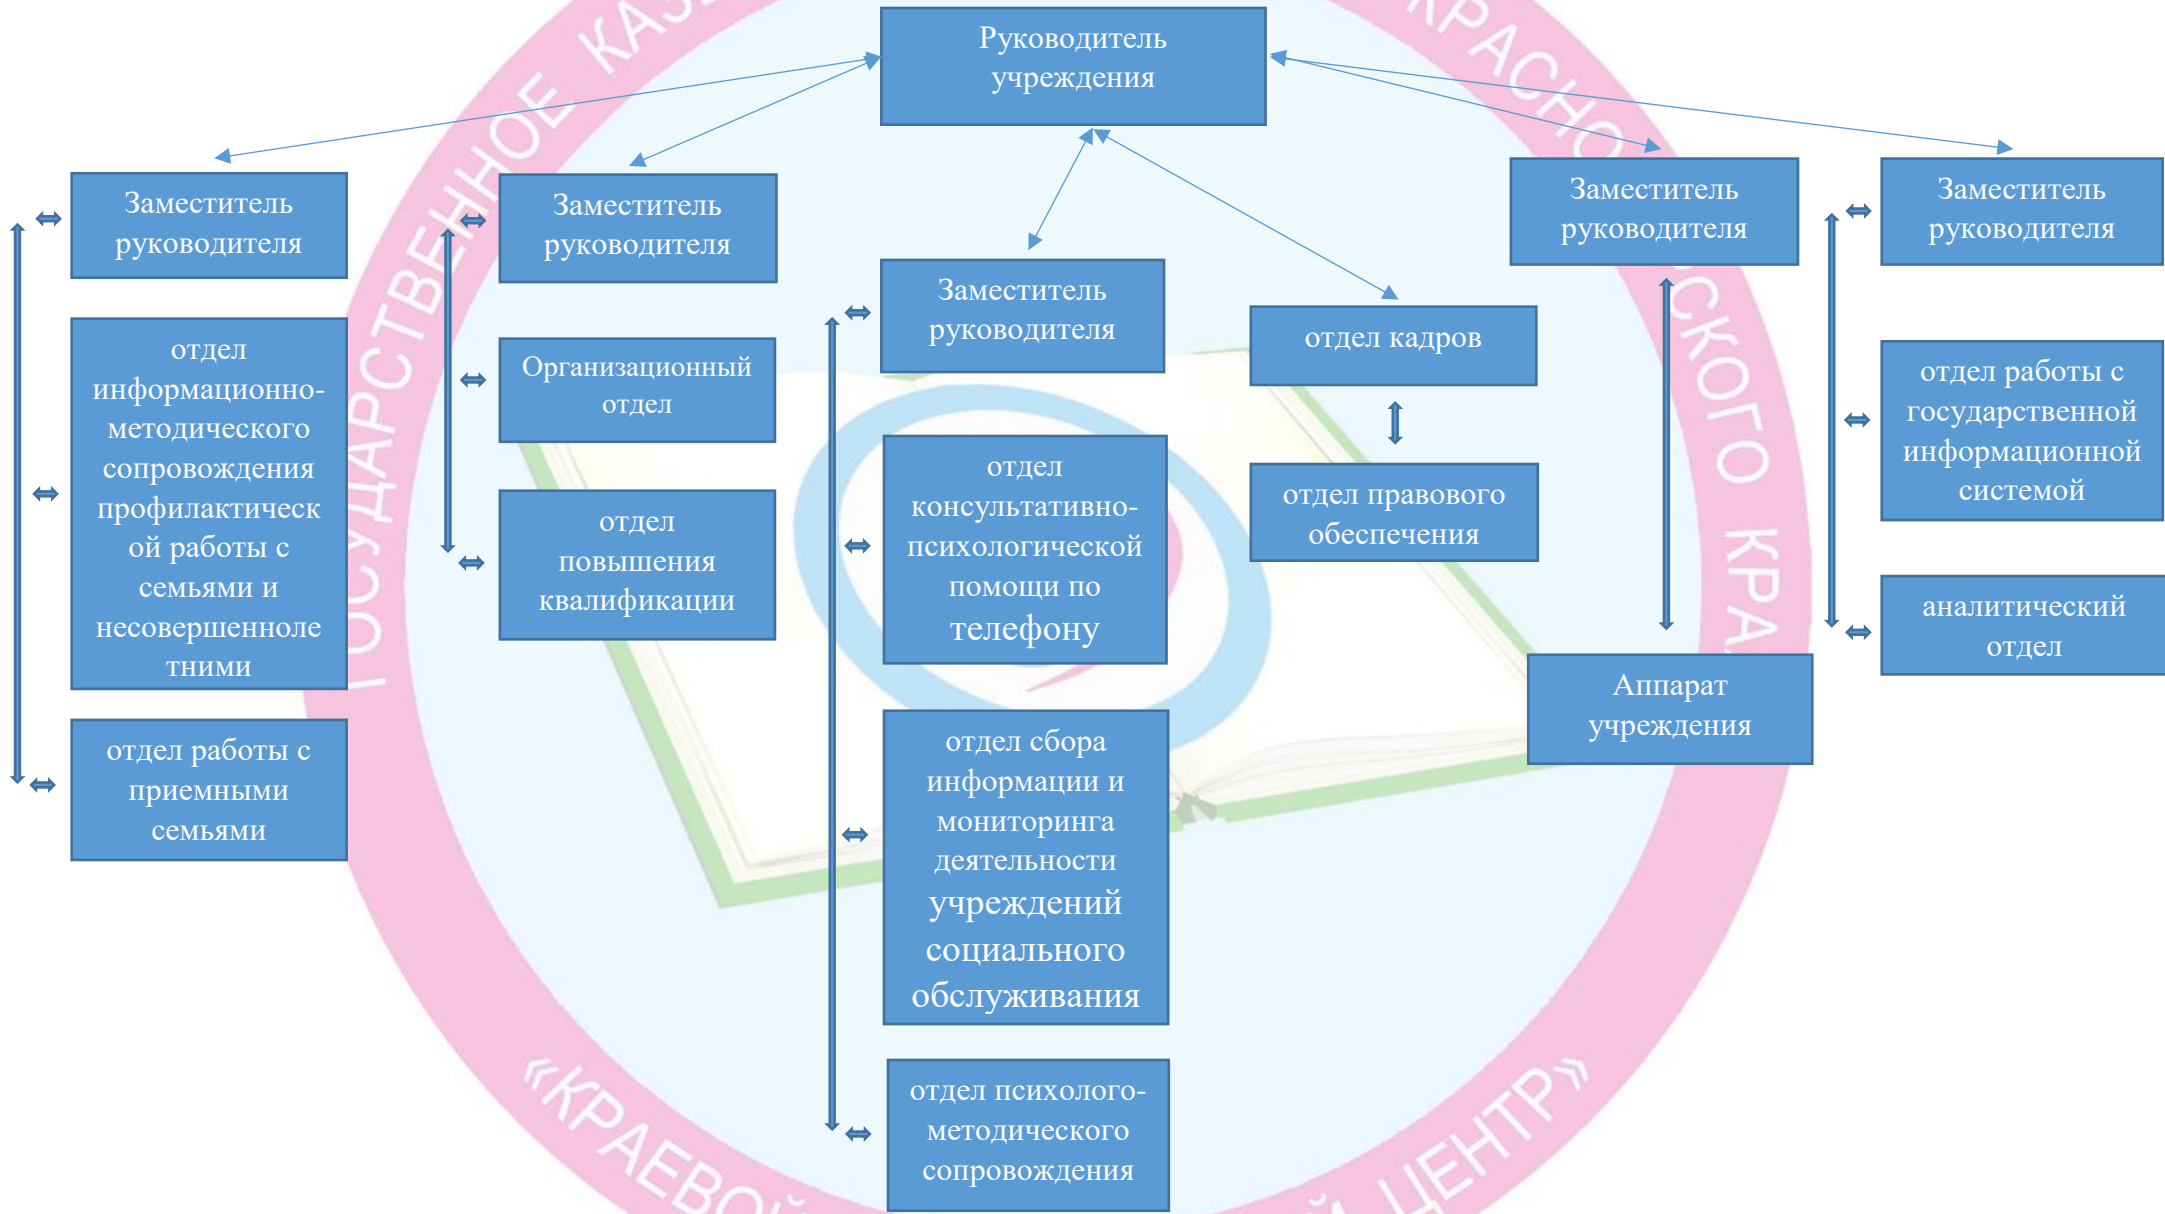 Руководитель
учреждения
Заместитель
руководителя
отдел
информационно-
методического
сопровождения
профилактическ
ой работы с
семьями и
несовершенноле
тними
отдел работы с
приемными
семьями
Заместитель
руководителя
Организационный
отдел
отдел
повышения
квалификации
Заместитель
руководителя
отдел
консультативно-
психологической
помощи по
телефону
отдел сбора
информации и
мониторинга
деятельности
учреждений
социального
обслуживания
отдел психолого-
методического
сопровождения
отдел кадров
отдел правового
обеспечения
Заместитель
руководителя
Аппарат
учреждения
Заместитель
руководителя
отдел работы с
государственной
информационной
системой
аналитический
отдел
ГОСУДАРСТВЕННОЕ
«КРАЕВОЙ
ЦЕНТР»